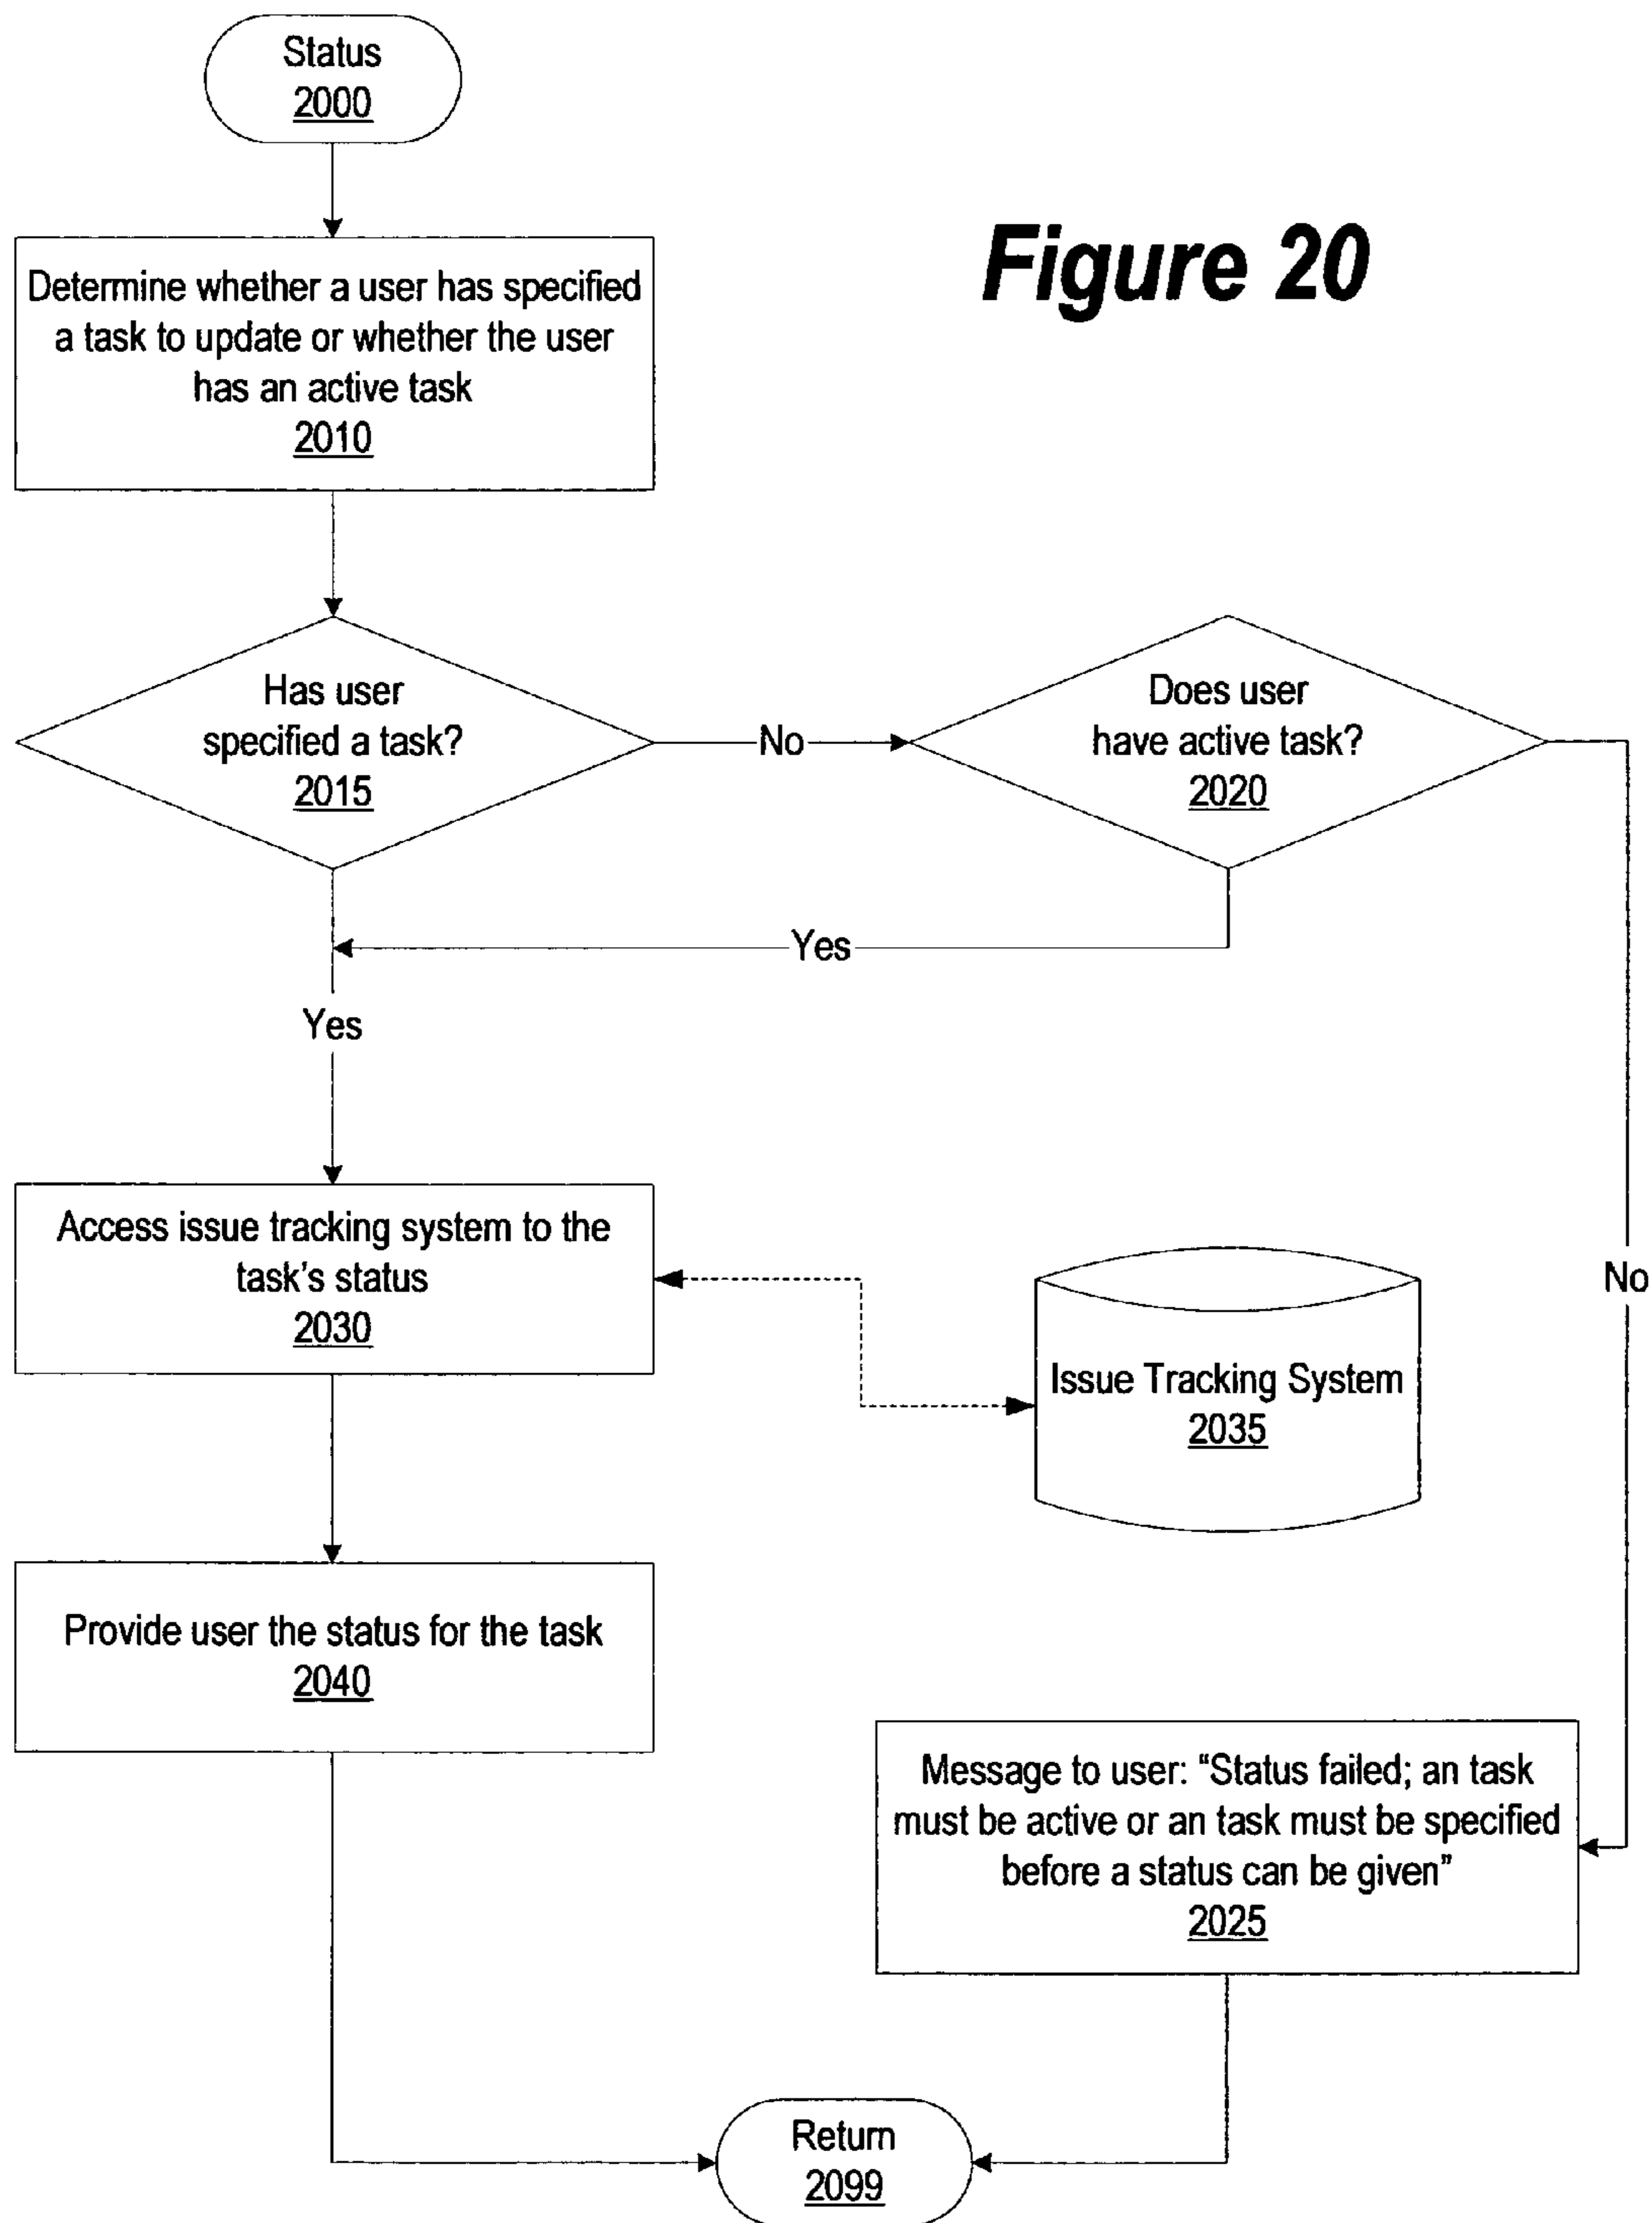 Status
2000
Figure 20
Determine whether a user has specified
a task to update or whether the user
has an active task
2010
Has user
specified a task?
2015
No
Does user
have active task?
2020
Yes
Yes
Access issue tracking system to the
task's status
2030
No
Issue Tracking System
2035
Provide user the status for the task
2040
Message to user: “Status failed; an task
must be active or an task must be specified
before a status can be given”
2025
Return
2099